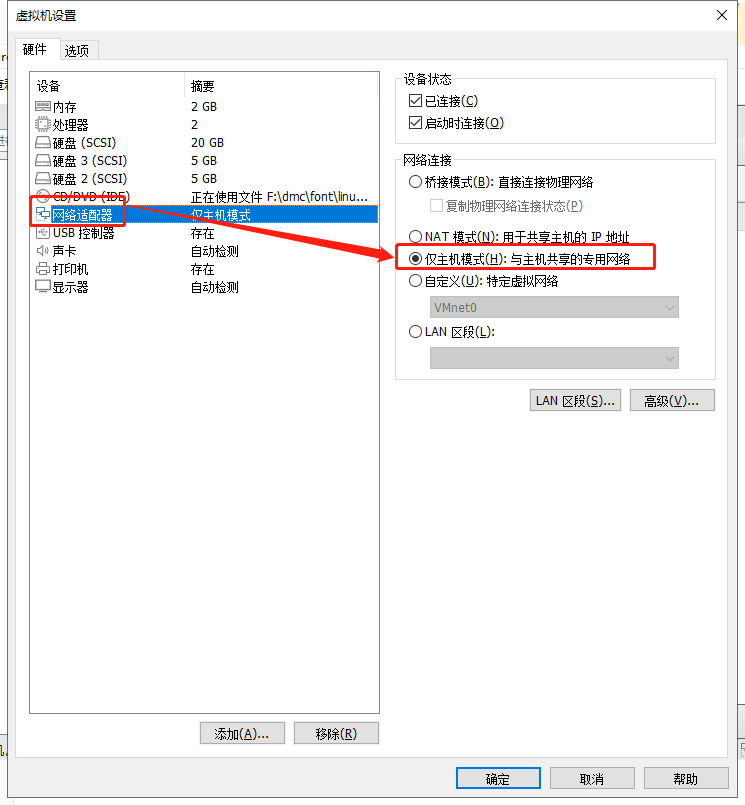 虚拟机设置
硬件 选项
设备 摘要
内存 2 GB
处理器 2
硬盘 (SCSI) 20 GB
硬盘 3 (SCSI) 5 GB
硬盘 2 (SCSI) 5 GB
CD/DVD (IDE) 正在使用文件 F:\dmc\font\linu...
网络适配器 仅主机模式
USB 控制器 存在
声卡 自动检测
打印机 存在
显示器 自动检测
添加(A)... 移除(R)
设备状态
已连接(C)
启动时连接(O)
网络连接
桥接模式(B): 直接连接物理网络
复制物理网络连接状态(P)
NAT 模式(N): 用于共享主机的 IP 地址
仅主机模式(H): 与主机共享的专用网络
自定义(U): 特定虚拟网络
VMnet0
LAN 区段(L):
LAN 区段(S)... 高级(V)...
确定 取消 帮助